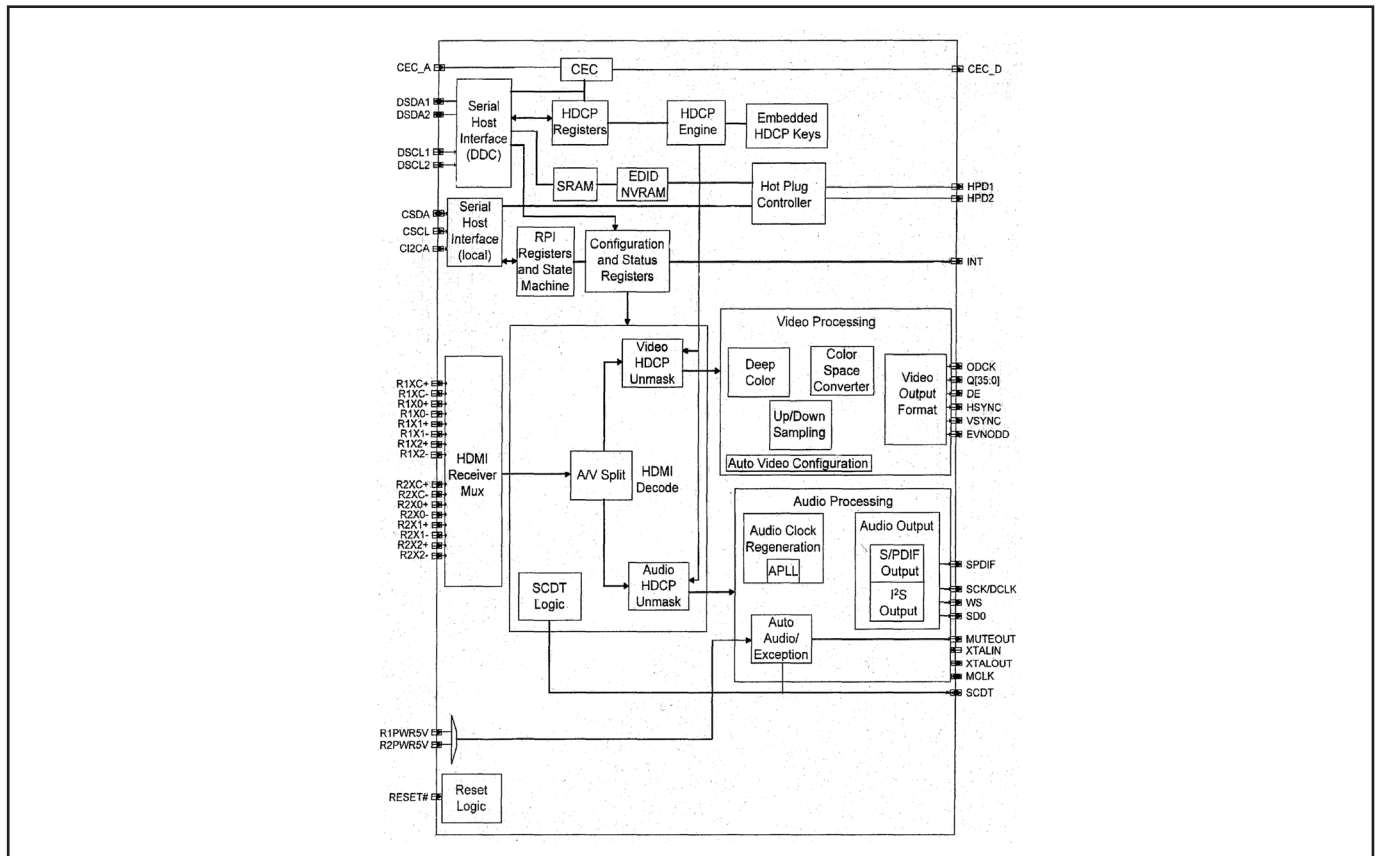 CEC_A
CEC
CEC_D
DSDA1
DSDA2
DSCL1
DSCL2
Serial
Host
Interface
(DDC)
HDCP
Registers
HDCP
Engine
Embedded
HDCP Keys
SRAM
EDID
NVRAM
Hot Plug
Controller
HPD1
HPD2
CSDA
CSCL
CI2CA
Serial
Host
Interface
(local)
RPI
Registers
and State
Machine
Configuration
and Status
Registers
INT
R1XC+
R1XC-
R1X0+
R1X0-
R1X1+
R1X1-
R1X2+
R1X2-
R2XC+
R2XC-
R2X0+
R2X0-
R2X1+
R2X1-
R2X2+
R2X2-
HDMI
Receiver
Mux
Video
HDCP
Unmask
A/V Split
HDMI
Decode
Audio
HDCP
Unmask
SCDT
Logic
Video Processing
Deep
Color
Color
Space
Converter
Up/Down
Sampling
Auto Video Configuration
Video
Output
Format
ODCK
Q[35:0]
DE
HSYNC
VSYNC
EVNODD
Audio Processing
Audio Clock
Regeneration
APLL
Audio Output
S/PDIF
Output
I²S
Output
Auto
Audio/
Exception
SPDIF
SCK/DCLK
WS
SD0
MUTEOUT
XTALIN
XTALOUT
MCLK
SCDT
R1PWR5V
R2PWR5V
RESET#
Reset
Logic